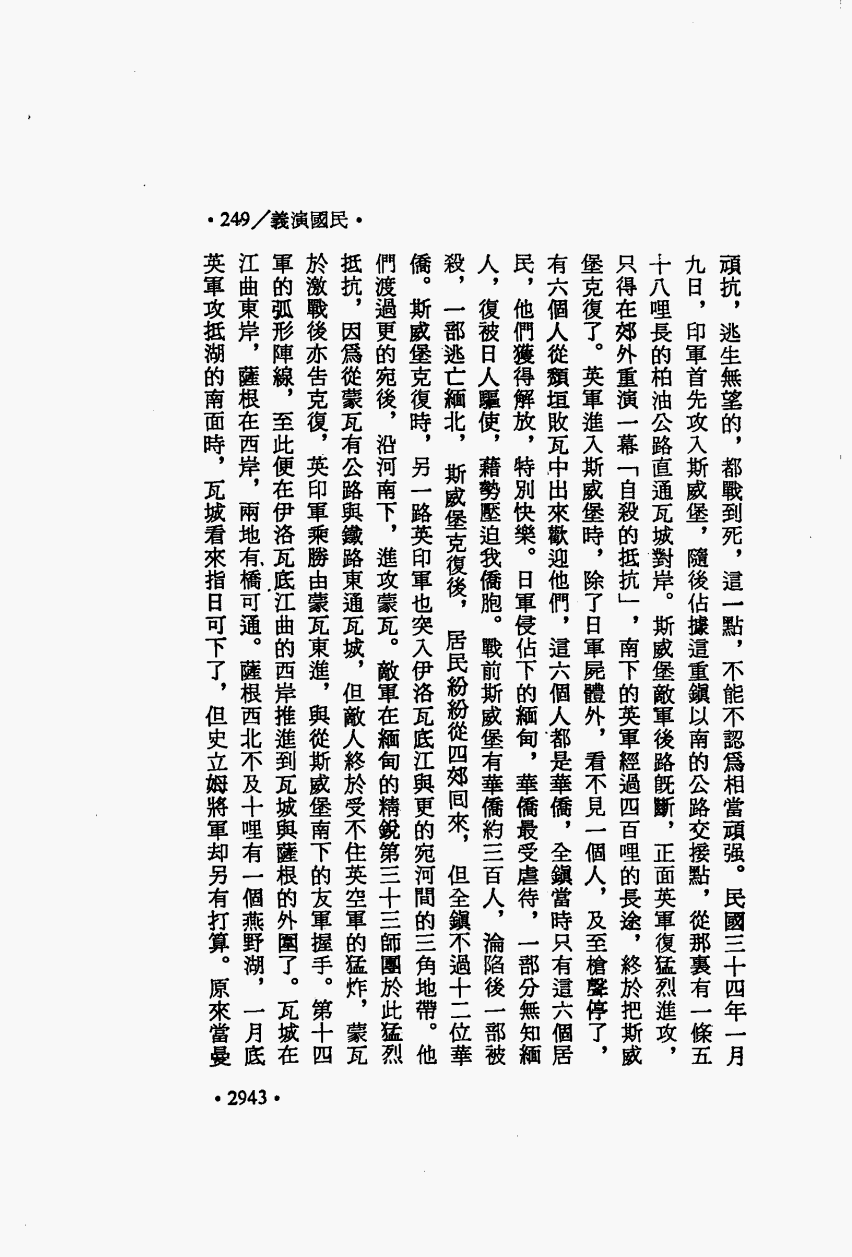 •249/義演國民•
頑抗，逃生無望的，都戰到死，這一點，不能不認爲相當頑强。民國三十四年一月
九日，印軍首先攻入斯威堡，隨後佔據這重鎭以南的公路交接點，從那裏有一條五
十八哩長的柏油公路直通瓦城對岸。斯威堡敵軍後路旣斷，正面英軍復猛烈進攻，
只得在郊外重演一幕「自殺的抵抗」，南下的英軍經過四百哩的長途，終於把斯威
堡克復了。英軍進入斯威堡時，除了日軍屍體外，看不見一個人，及至槍聲停了，
有六個人從頹垣敗瓦中出來歡迎他們，這六個人都是華僑，全鎭當時只有這六個居
民，他們獲得解放，特別快樂。日軍侵佔下的緬甸，華僑最受虐待，一部分無知緬
人，復被日人驅使，藉勢壓迫我僑胞。戰前斯威堡有華僑約三百人，淪陷後一部被
殺，一部逃亡緬北，斯威堡克復後，居民紛紛從四郊囘來，但全鎭不過十二位華
僑。斯威堡克復時，另一路英印軍也突入伊洛瓦底江與更的宛河間的三角地帶。他
們渡過更的宛後，沿河南下，進攻蒙瓦。敵軍在緬甸的精銳第三十三師團於此猛烈
抵抗，因爲從蒙瓦有公路與鐵路東通瓦城，但敵人終於受不住英空軍的猛炸，蒙瓦
於激戰後亦告克復，英印軍乘勝由蒙瓦東進，與從斯威堡南下的友軍握手。第十四
軍的弧形陣線，至此便在伊洛瓦底江曲的西岸推進到瓦城與薩根的外圍了。瓦城在
江曲東岸，薩根在西岸，兩地有橋可通。薩根西北不及十哩有一個燕野湖，一月底
英軍攻抵湖的南面時，瓦城看來指日可下了，但史立姆將軍却另有打算。原來當曼
•2943•